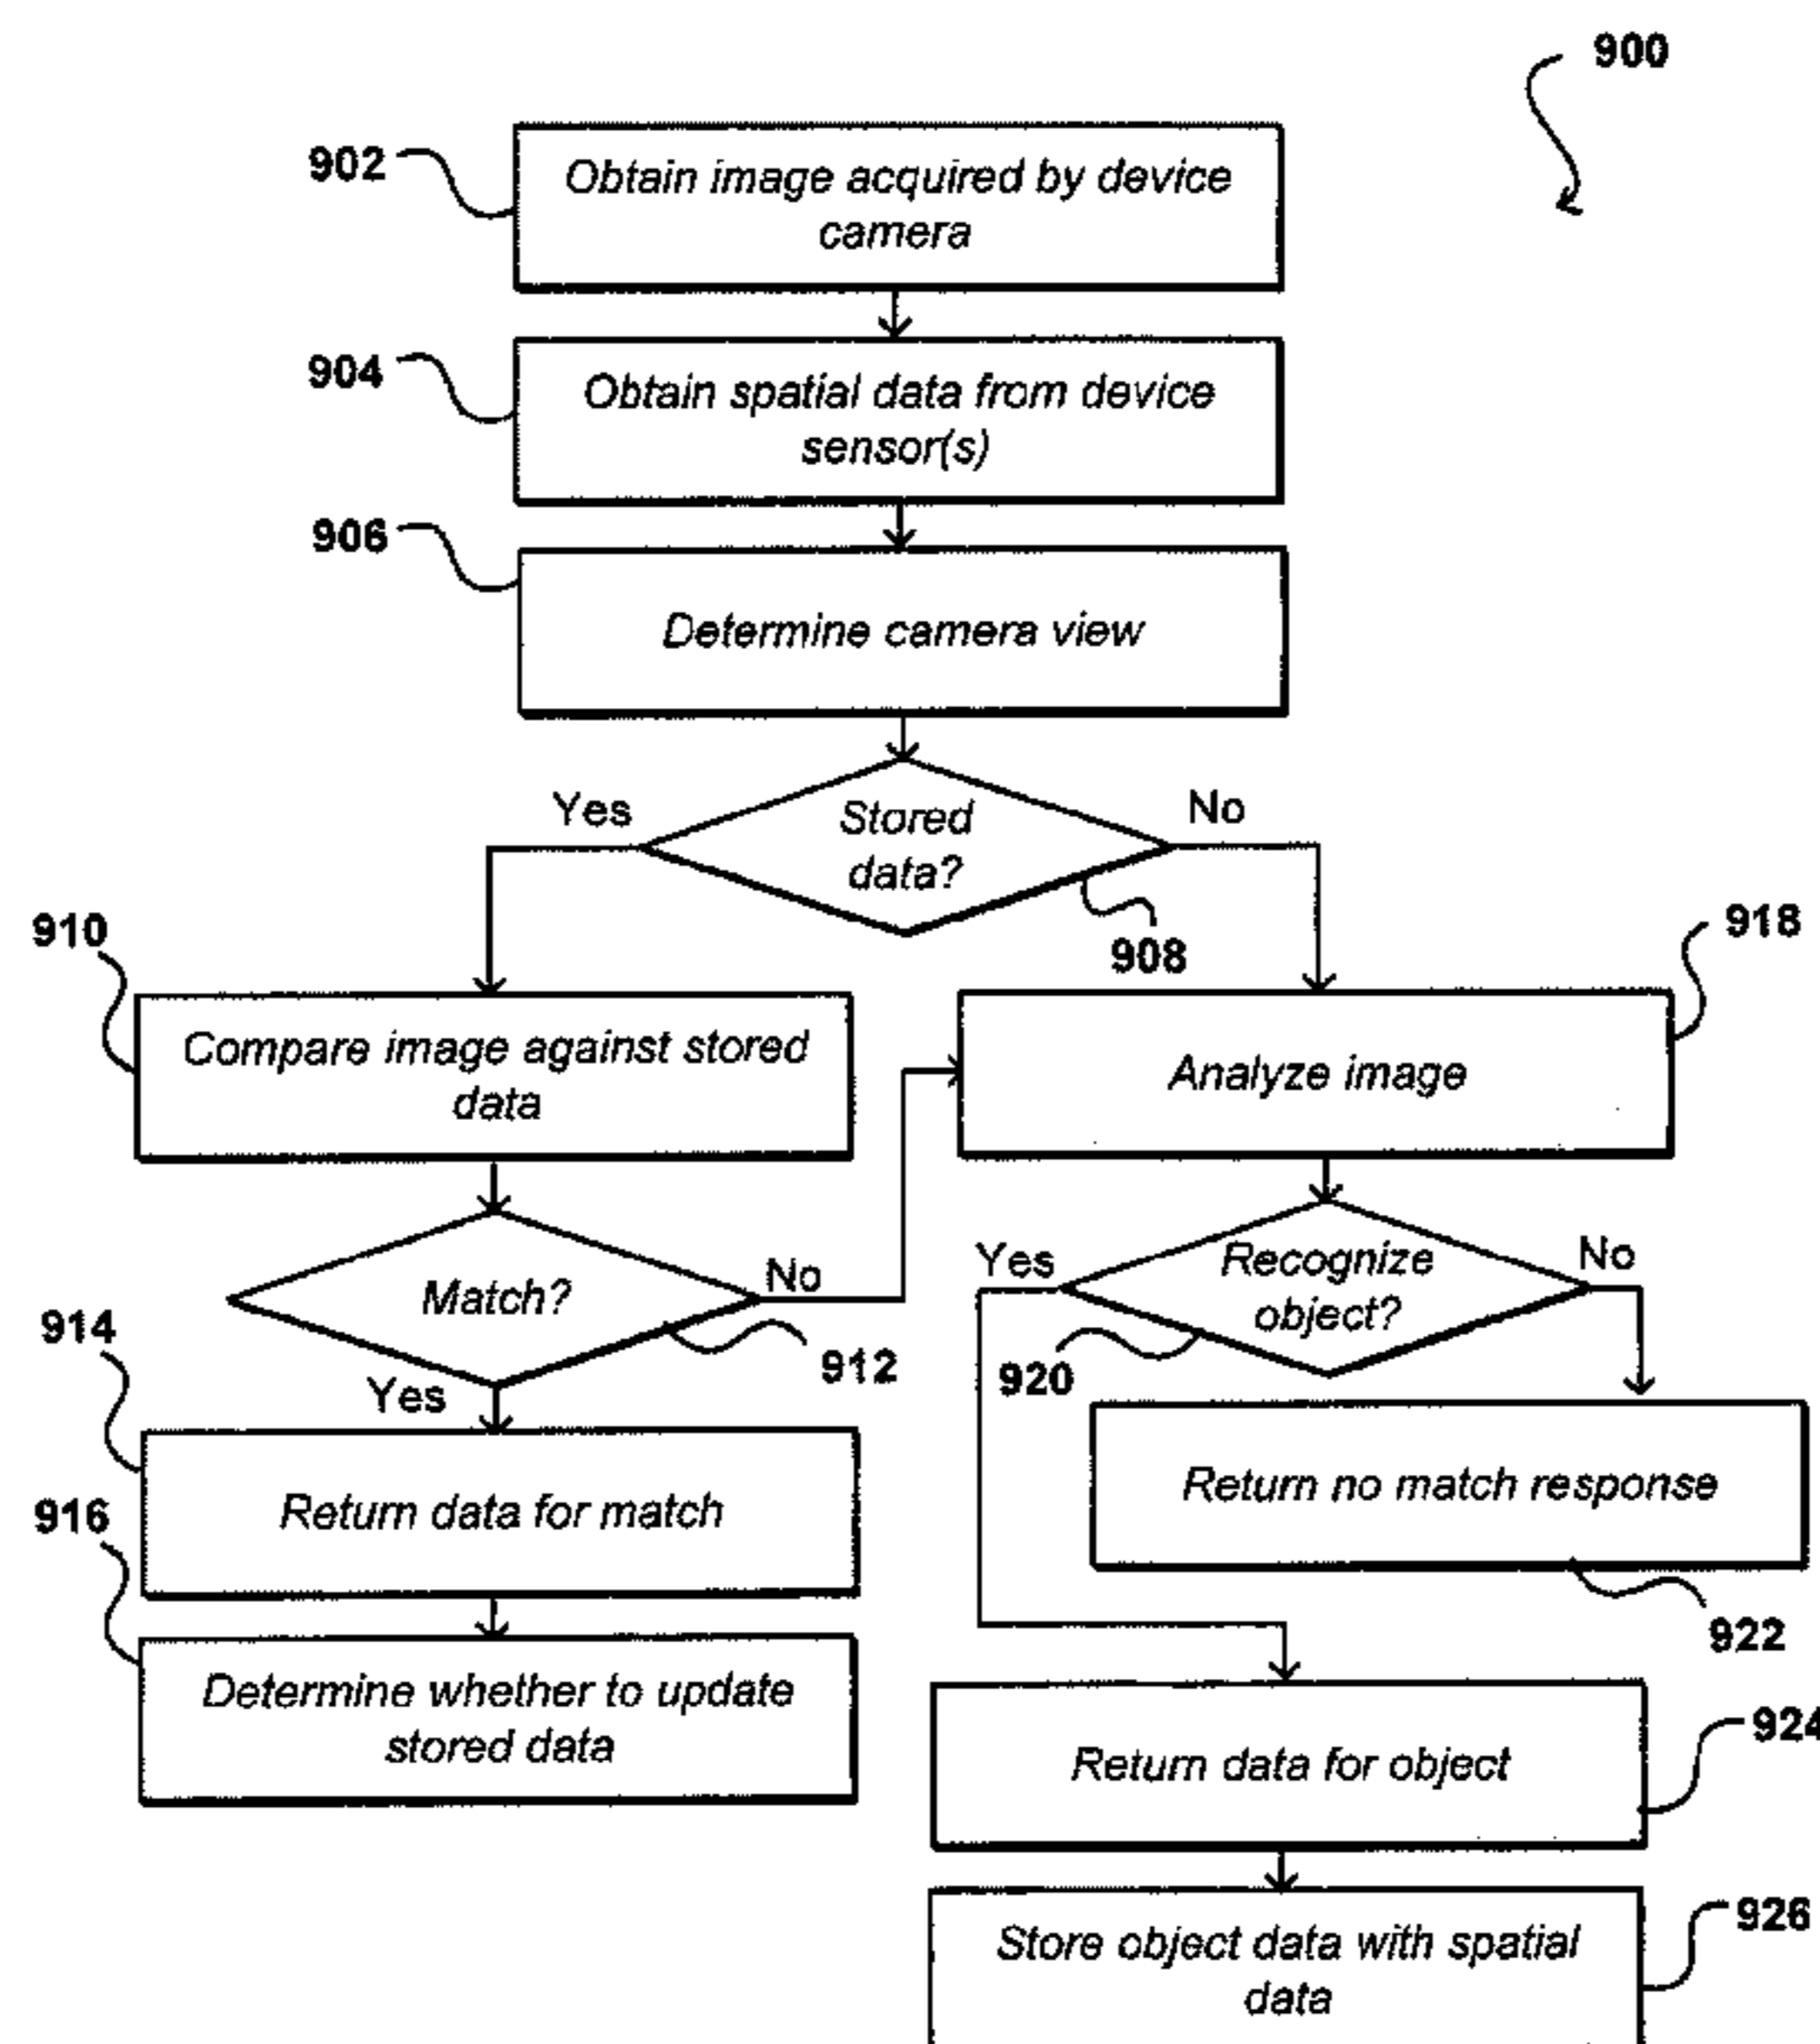 900
902
Obtain image acquired by device
camera
904
Obtain spatial data from device
sensor(s)
906
Determine camera view
Yes
Stored
data?
No
908
910
Compare image against stored
data
918
Analyze image
Match?
No
912
Yes
Recognize
object?
No
920
Yes
914
Return data for match
Return no match response
922
916
Determine whether to update
stored data
924
Return data for object
926
Store object data with spatial
data